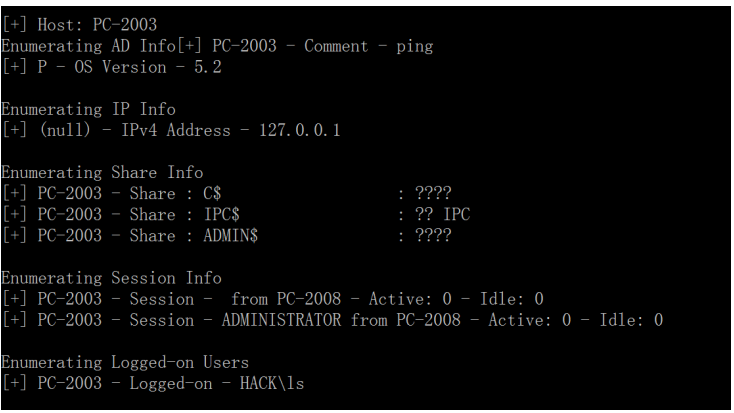 [+] Host: PC-2003
Enumerating AD Info[+] PC-2003 - Comment - ping
[+] P - OS Version - 5.2
Enumerating IP Info
[+] (null) - IPv4 Address - 127.0.0.1
Enumerating Share Info
[+] PC-2003 - Share : C$ : ????
[+] PC-2003 - Share : IPC$ : ?? IPC
[+] PC-2003 - Share : ADMIN$ : ????
Enumerating Session Info
[+] PC-2003 - Session -  from PC-2008 - Active: 0 - Idle: 0
[+] PC-2003 - Session - ADMINISTRATOR from PC-2008 - Active: 0 - Idle: 0
Enumerating Logged-on Users
[+] PC-2003 - Logged-on - HACK\ls